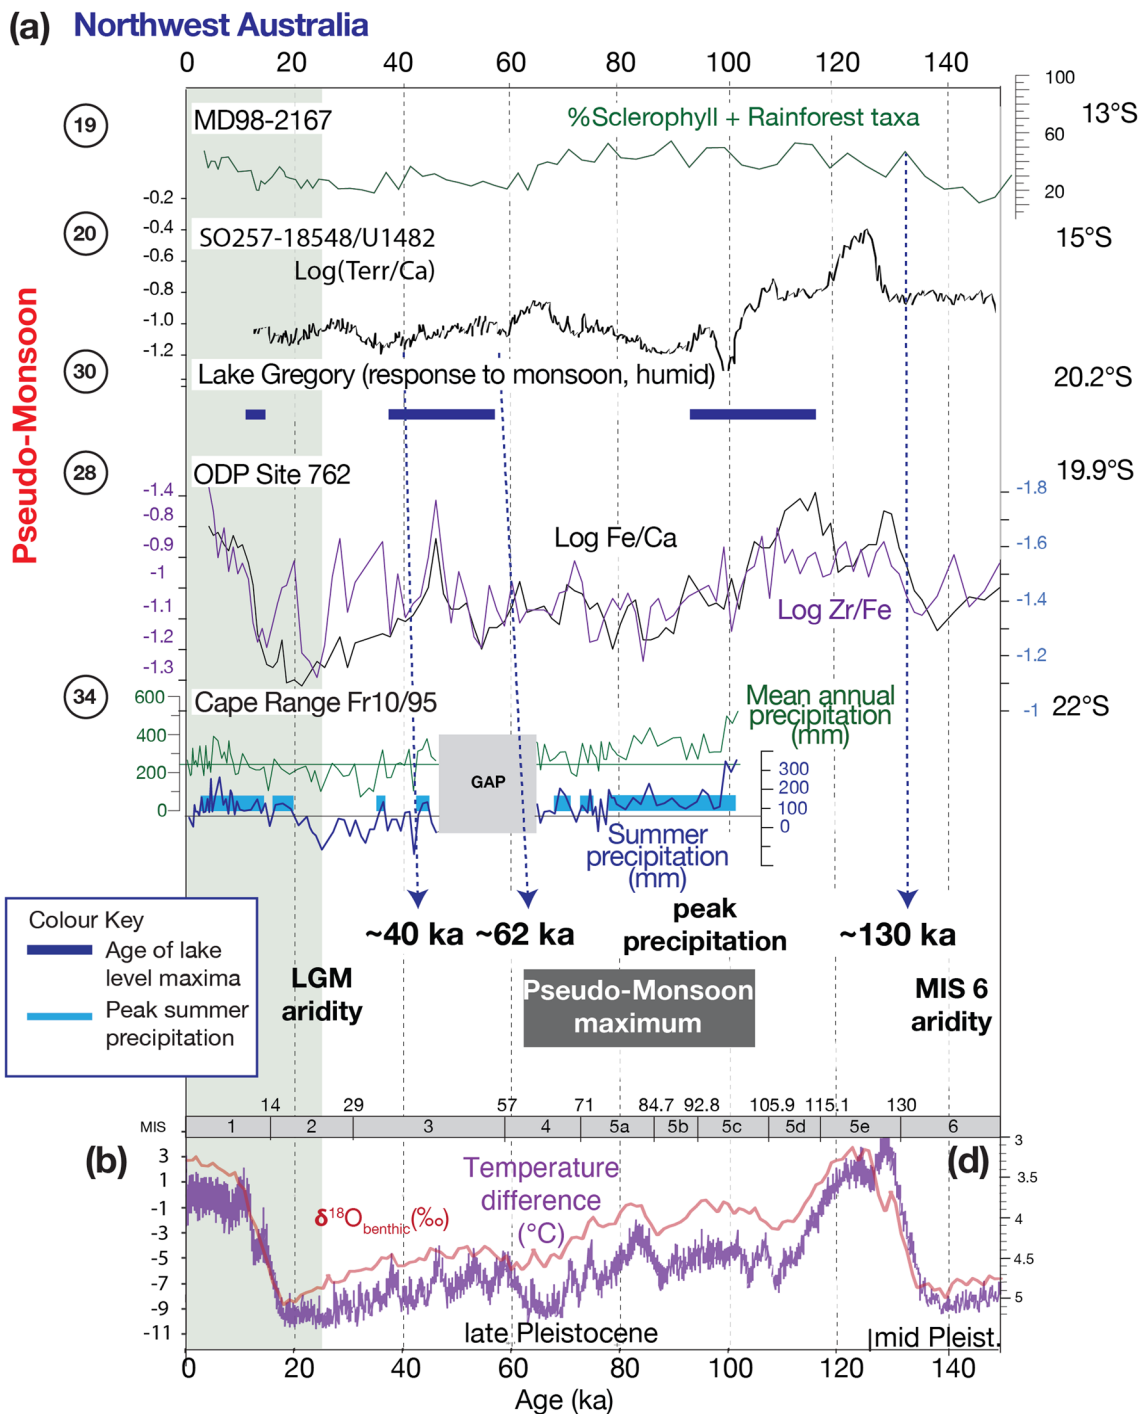 (a) Northwest Australia
0 20 40 60 80 100 120 140
100
19
MD98-2167
%Sclerophyll + Rainforest taxa
13°S
60
20
-0.2
20
-0.4
SO257-18548/U1482
15°S
-0.6
Log(Terr/Ca)
-0.8
-1.0
-1.2
30
Lake Gregory (response to monsoon, humid)
20.2°S
Pseudo-Monsoon
28
ODP Site 762
19.9°S
-1.4
-0.8
-0.9
-1
-1.1
-1.2
-1.3
Log Fe/Ca
Log Zr/Fe
-1.8
-1.6
-1.4
-1.2
-1
34
Cape Range Fr10/95
22°S
600
400
200
0
Mean annual
precipitation
(mm)
GAP
300
200
100
0
Summer
precipitation
(mm)
~40 ka ~62 ka
peak
precipitation
~130 ka
Colour Key
Age of lake
level maxima
Peak summer
precipitation
LGM
aridity
Pseudo-Monsoon
maximum
MIS 6
aridity
14 29 57 71 84.7 92.8 105.9 115.1 130
MIS 1 2 3 4 5a 5b 5c 5d 5e 6
(b)
(d)
3
1
-1
-3
-5
-7
-9
-11
δ18Obenthic(‰)
Temperature
difference
(°C)
3
3.5
4
4.5
5
late Pleistocene
|mid Pleist.
0 20 40 60 80 100 120 140
Age (ka)